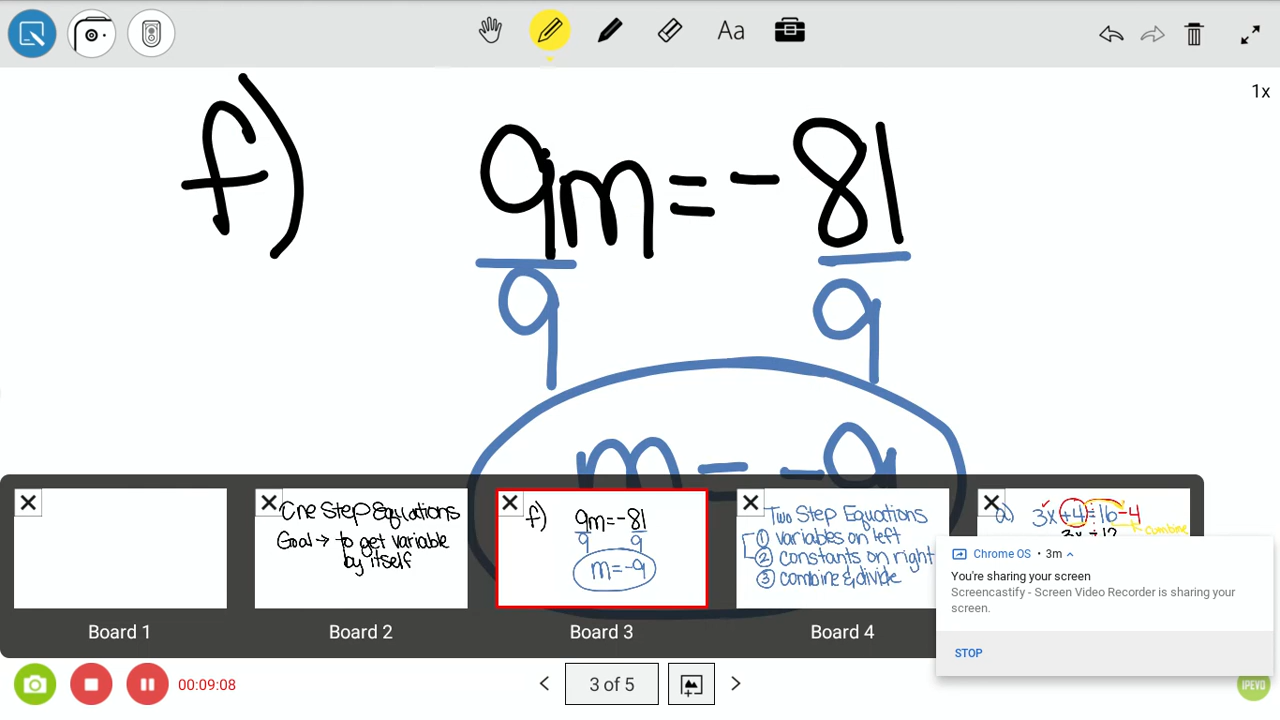 Aa
1x
f)
9m=-81
9 9
m=-9
One Step Equations
Goal → to get variable
by itself
f) 9m=-81
9 9
m=-9
Two Step Equations
① variables on left
② constants on right
③ combine & divide
a) 3x+4=16-4
combine
Board 1
Board 2
Board 3
Board 4
Chrome OS • 3m
You're sharing your screen
Screencastify - Screen Video Recorder is sharing your
screen.
STOP
00:09:08
3 of 5
IPEVO